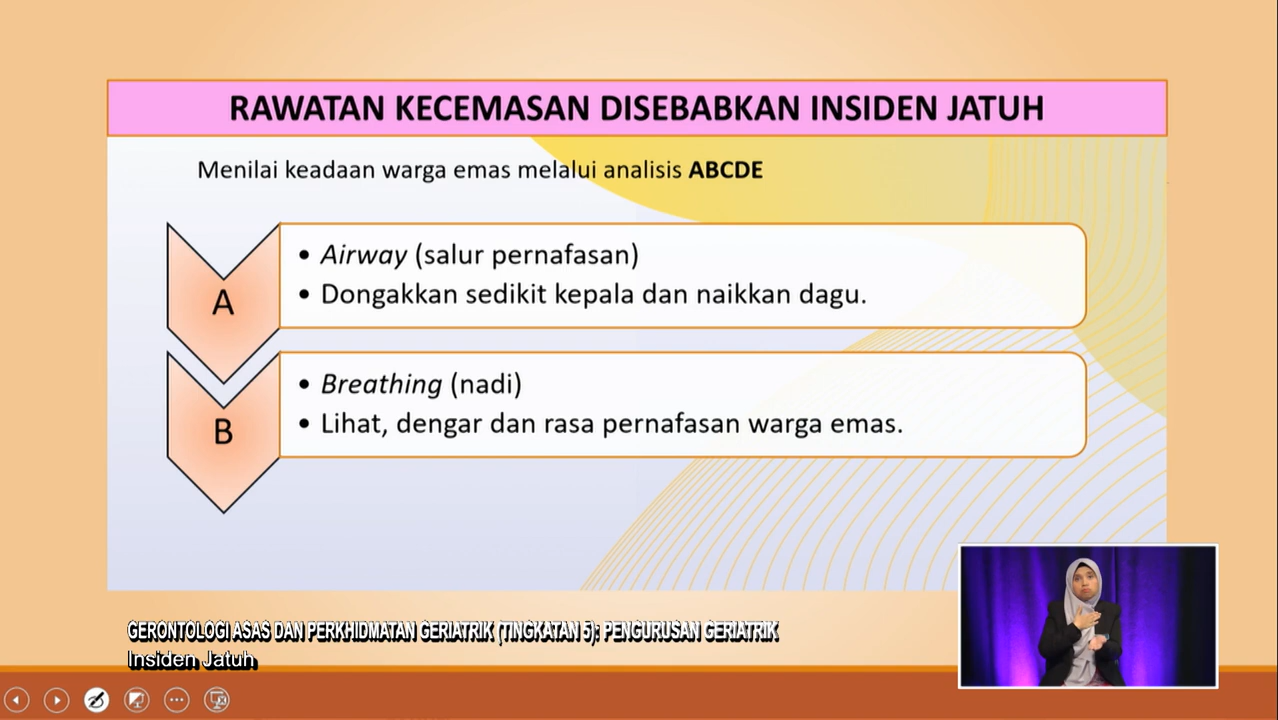 RAWATAN KECEMASAN DISEBABKAN INSIDEN JATUH
Menilai keadaan warga emas melalui analisis ABCDE
A
• Airway (salur pernafasan)
• Dongakkan sedikit kepala dan naikkan dagu.
B
• Breathing (nadi)
• Lihat, dengar dan rasa pernafasan warga emas.
GERONTOLOGI ASAS DAN PERKHIDMATAN GERIATRIK (TINGKATAN 5): PENGURUSAN GERIATRIK
Insiden Jatuh